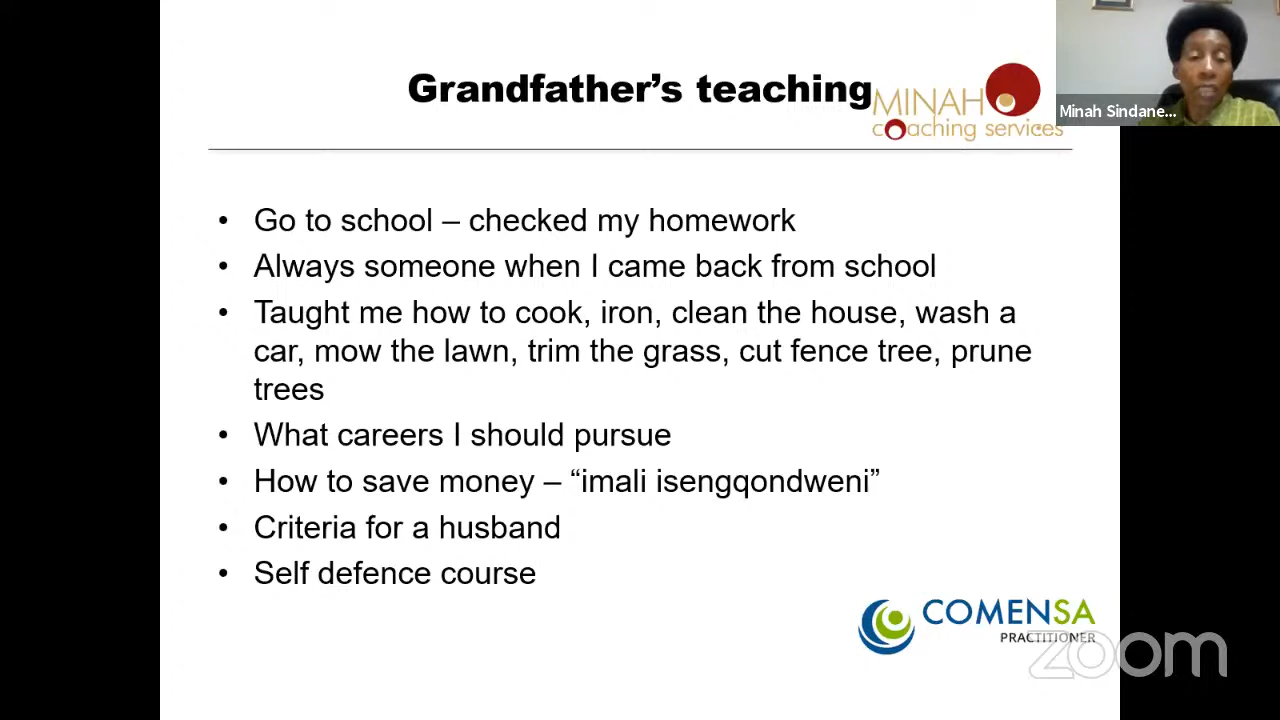 Grandfather's teaching
MINAH
coaching services
Minah Sindane...
• Go to school – checked my homework
• Always someone when I came back from school
• Taught me how to cook, iron, clean the house, wash a
car, mow the lawn, trim the grass, cut fence tree, prune
trees
• What careers I should pursue
• How to save money – “imali isengqondweni”
• Criteria for a husband
• Self defence course
COMENSA
PRACTITIONER
zoom